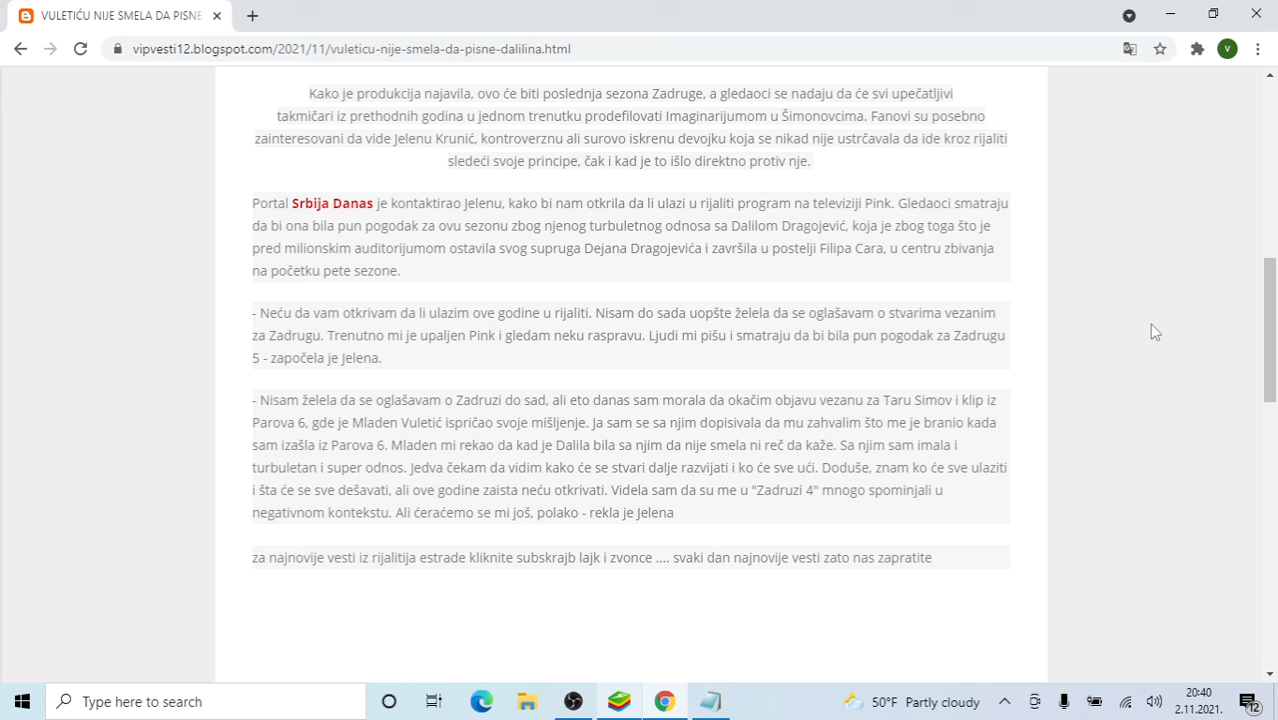 VULETIĆU NIJE SMELA DA PISNE
vipvesti12.blogspot.com/2021/11/vuleticu-nije-smela-da-pisne-dalilina.html
V
Kako je produkcija najavila, ovo će biti poslednja sezona Zadruge, a gledaoci se nadaju da će svi upečatljivi
takmičari iz prethodnih godina u jednom trenutku prodefilovati Imaginarijumom u Šimonovcima. Fanovi su posebno
zainteresovani da vide Jelenu Krunić, kontroverznu ali surovo iskrenu devojku koja se nikad nije ustrčavala da ide kroz rijaliti
sledeći svoje principe, čak i kad je to išlo direktno protiv nje.
Portal Srbija Danas je kontaktirao Jelenu, kako bi nam otkrila da li ulazi u rijaliti program na televiziji Pink. Gledaoci smatraju
da bi ona bila pun pogodak za ovu sezonu zbog njenog turbuletnog odnosa sa Dalilom Dragojević, koja je zbog toga što je
pred milionskim auditorijumom ostavila svog supruga Dejana Dragojevića i završila u postelji Filipa Cara, u centru zbivanja
na početku pete sezone.
- Neću da vam otkrivam da li ulazim ove godine u rijaliti. Nisam do sada uopšte želela da se oglašavam o stvarima vezanim
za Zadrugu. Trenutno mi je upaljen Pink i gledam neku raspravu. Ljudi mi pišu i smatraju da bi bila pun pogodak za Zadrugu
5 - započela je Jelena.
- Nisam želela da se oglašavam o Zadruzi do sad, ali eto danas sam morala da okačim objavu vezanu za Taru Simov i klip iz
Parova 6, gde je Mladen Vuletić ispričao svoje mišljenje. Ja sam se sa njim dopisivala da mu zahvalim što me je branio kada
sam izašla iz Parova 6. Mladen mi rekao da kad je Dalila bila sa njim da nije smela ni reč da kaže. Sa njim sam imala i
turbuletan i super odnos. Jedva čekam da vidim kako će se stvari dalje razvijati i ko će sve ući. Doduše, znam ko će sve ulaziti
i šta će se sve dešavati, ali ove godine zaista neću otkrivati. Videla sam da su me u "Zadruzi 4" mnogo spominjali u
negativnom kontekstu. Ali ćeraćemo se mi još, polako - rekla je Jelena
za najnovije vesti iz rijalitija estrade kliknite subskrajb lajk i zvonce .... svaki dan najnovije vesti zato nas zapratite
Type here to search
50°F Partly cloudy
20:40
2.11.2021.
12